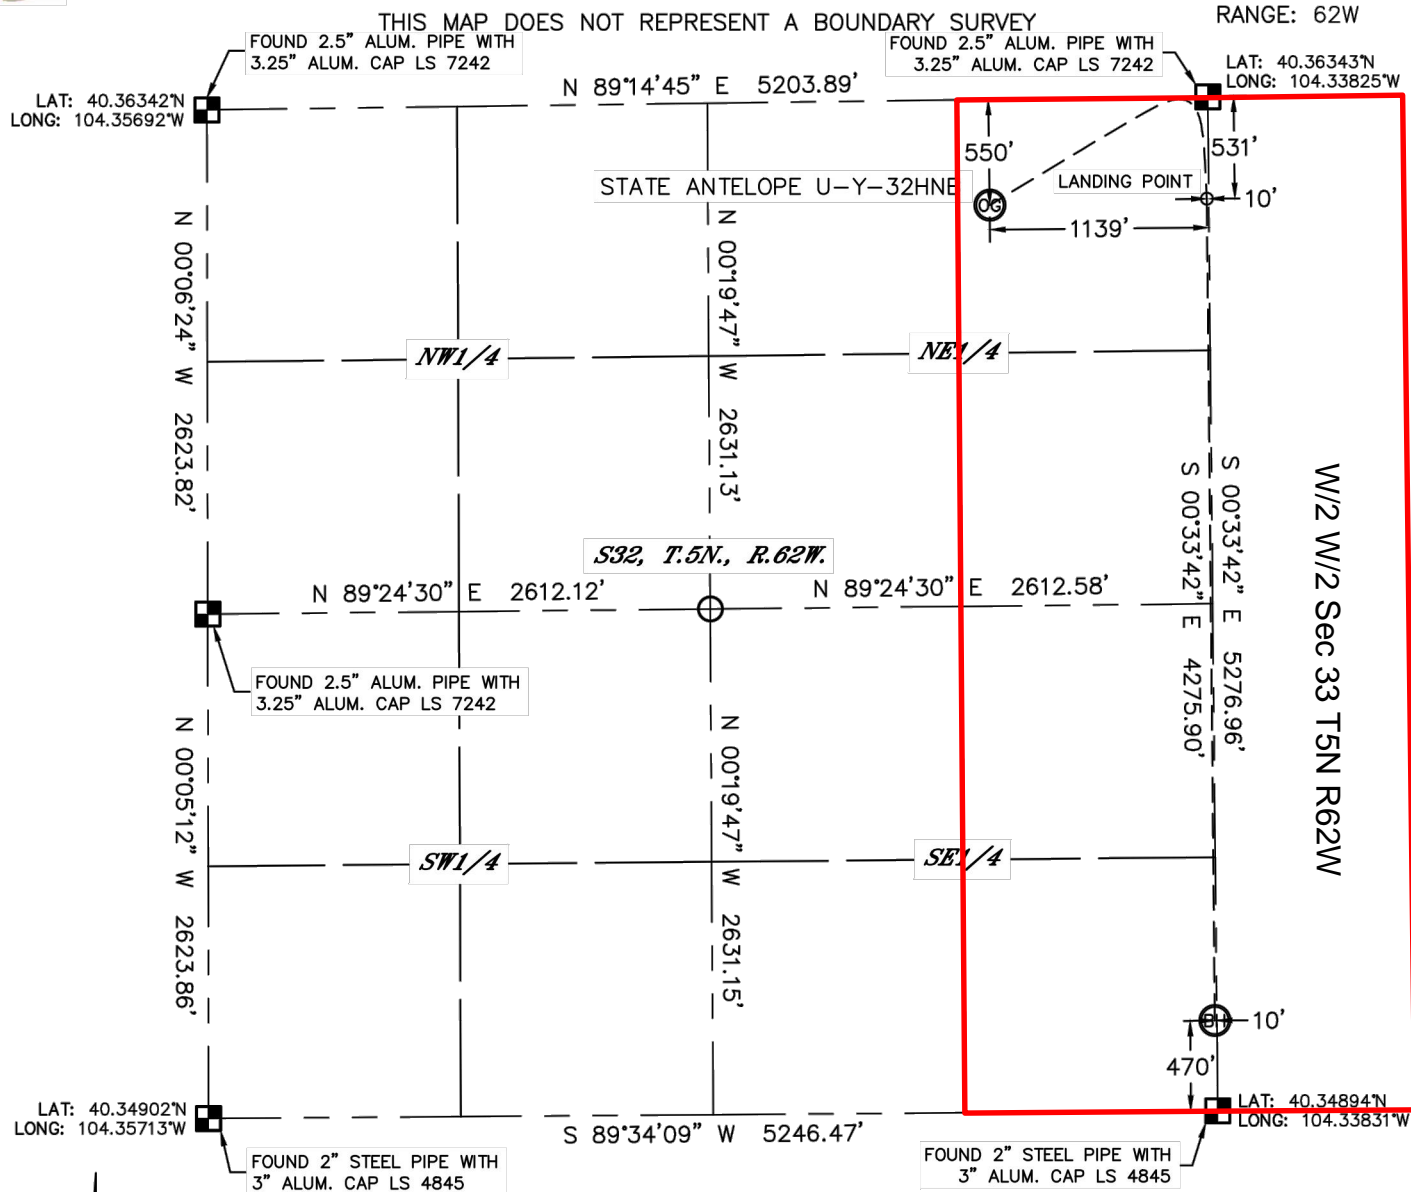 THIS MAP DOES NOT REPRESENT A BOUNDARY SURVEY
RANGE: 62W
FOUND 2.5” ALUM. PIPE WITH
3.25” ALUM. CAP LS 7242
FOUND 2.5” ALUM. PIPE WITH
3.25” ALUM. CAP LS 7242
LAT: 40.36343°N
LONG: 104.33825°W
LAT: 40.36342°N
LONG: 104.35692°W
N 89°14'45” E 5203.89'
550'
531'
STATE ANTELOPE U-Y-32HNB
LANDING POINT
OG
10'
1139'
N 00°06'24” W 2623.82'
N 00°19'47” W 2631.13'
NW1/4
NE1/4
S 00°33'42” E 4275.90'
S 00°33'42” E 5276.96'
W/2 W/2 Sec 33 T5N R62W
S32, T.5N., R.62W.
N 89°24'30” E 2612.12'
N 89°24'30” E 2612.58'
FOUND 2.5” ALUM. PIPE WITH
3.25” ALUM. CAP LS 7242
N 00°05'12” W 2623.86'
N 00°19'47” W 2631.15'
SW1/4
SE1/4
BH
10'
470'
LAT: 40.34902°N
LONG: 104.35713°W
S 89°34'09” W 5246.47'
LAT: 40.34894°N
LONG: 104.33831°W
FOUND 2” STEEL PIPE WITH
3” ALUM. CAP LS 4845
FOUND 2” STEEL PIPE WITH
3” ALUM. CAP LS 4845